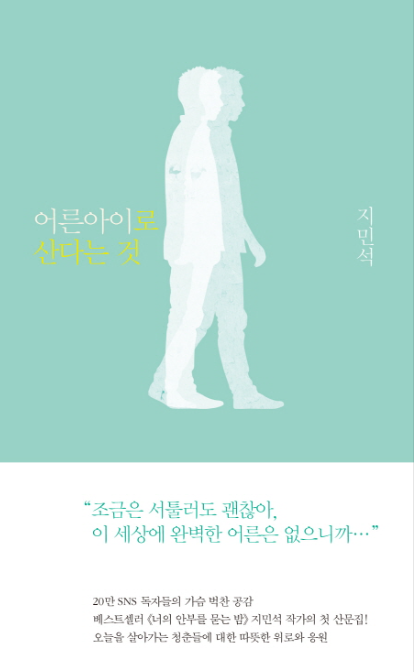 어른아이로
산다는 것
지민석
“조금은 서툴러도 괜찮아,
이 세상에 완벽한 어른은 없으니까…”
20만 SNS 독자들의 가슴 벅찬 공감
베스트셀러 《너의 안부를 묻는 밤》 지민석 작가의 첫 산문집!
오늘을 살아가는 청춘들에 대한 따뜻한 위로와 응원